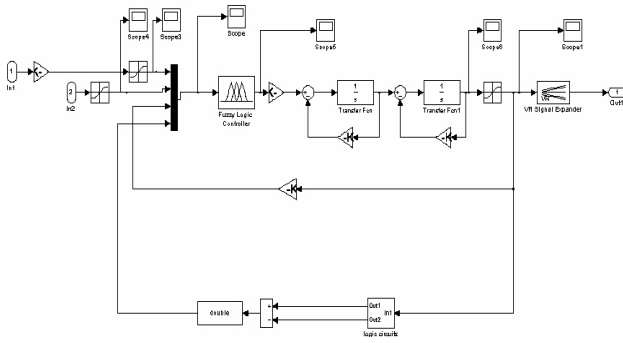 Scope4
Scope3
Scope
Scope5
Scope6
Scope1
1
In1
2
In2
Fuzzy Logic
Controller
1
s
Transfer Fcn
1
s
Transfer Fcn1
VR
VR Signal Expander
1
Out1
-K-
-K-
-K-
double
+
-
Out1
Out2
In1
logic circuits